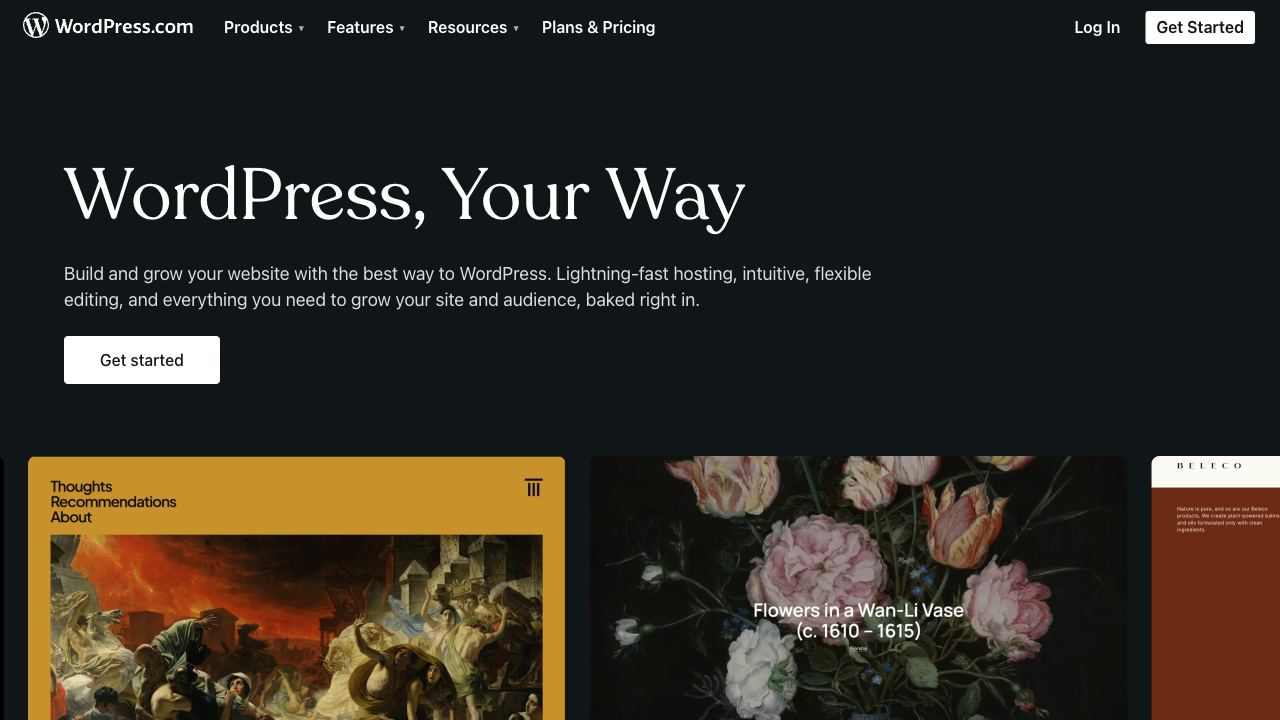 WordPress.com
Products ▾
Features ▾
Resources ▾
Plans & Pricing
Log In
Get Started
WordPress, Your Way
Build and grow your website with the best way to WordPress. Lightning-fast hosting, intuitive, flexible
editing, and everything you need to grow your site and audience, baked right in.
Get started
Thoughts
Recommendations
About
Flowers in a Wan-Li Vase
(c. 1610 – 1615)
BELECO
Nature is pure, and so are our Beleco
products. We create plant-powered balms
and oils formulated only with clean
ingredients.